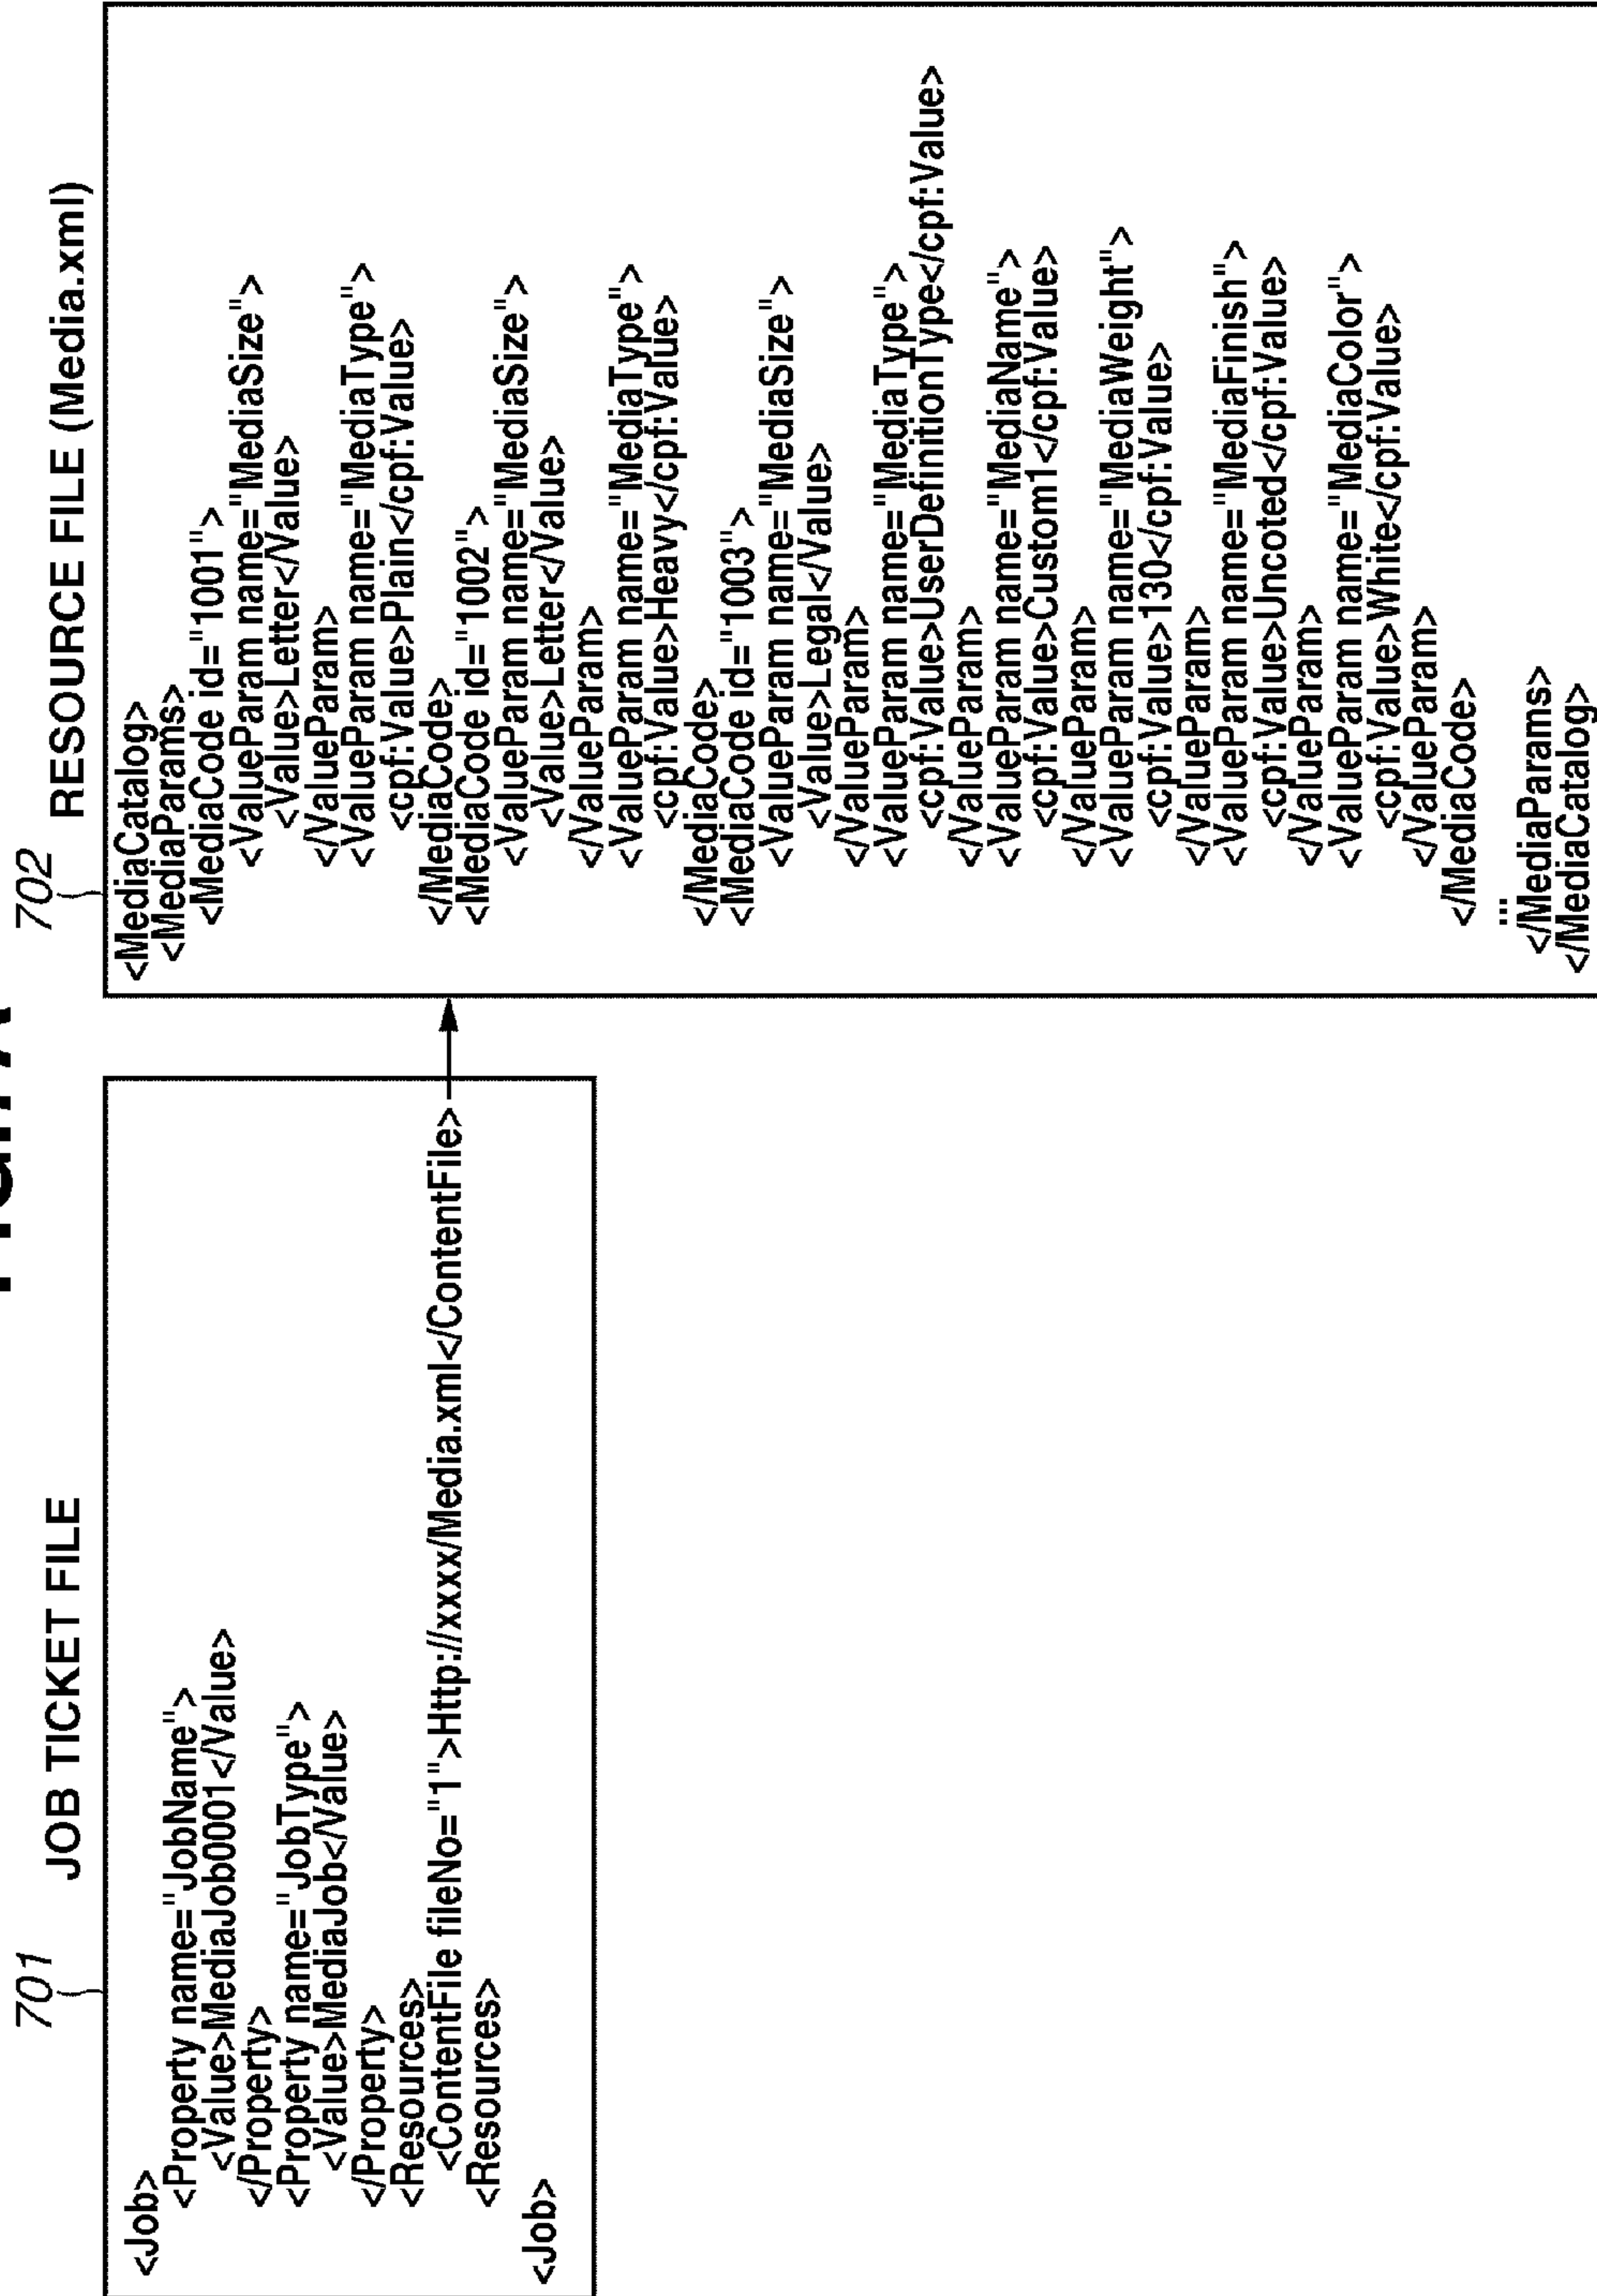 701
JOB TICKET FILE
<Job>
<Property name="JobName">
<Value>MediaJob0001</Value>
</Property>
<Property name="JobType">
<Value>MediaJob</Value>
</Property>
<Resources>
<ContentFile fileNo="1">Http://xxxx/Media.xml</ContentFile>
<Resources>
<Job>
702
RESOURCE FILE (Media.xml)
<MediaCatalog>
<MediaParams>
<MediaCode id="1001">
<ValueParam name="MediaSize">
<Value>Letter</Value>
</ValueParam>
<ValueParam name="MediaType">
<cpf:Value>Plain</cpf:Value>
</MediaCode>
<MediaCode id="1002">
<ValueParam name="MediaSize">
<Value>Letter</Value>
</ValueParam>
<ValueParam name="MediaType">
<cpf:Value>Heavy</cpf:Value>
</MediaCode>
<MediaCode id="1003">
<ValueParam name="MediaSize">
<Value>Legal</Value>
</ValueParam>
<ValueParam name="MediaType">
<cpf:Value>UserDefinitionType</cpf:Value>
</ValueParam>
<ValueParam name="MediaName">
<cpf:Value>Custom1</cpf:Value>
</ValueParam>
<ValueParam name="MediaWeight">
<cpf:Value>130</cpf:Value>
</ValueParam>
<ValueParam name="MediaFinish">
<cpf:Value>Uncoted</cpf:Value>
</ValueParam>
<ValueParam name="MediaColor">
<cpf:Value>White</cpf:Value>
</ValueParam>
</MediaCode>
...
</MediaParams>
</MediaCatalog>